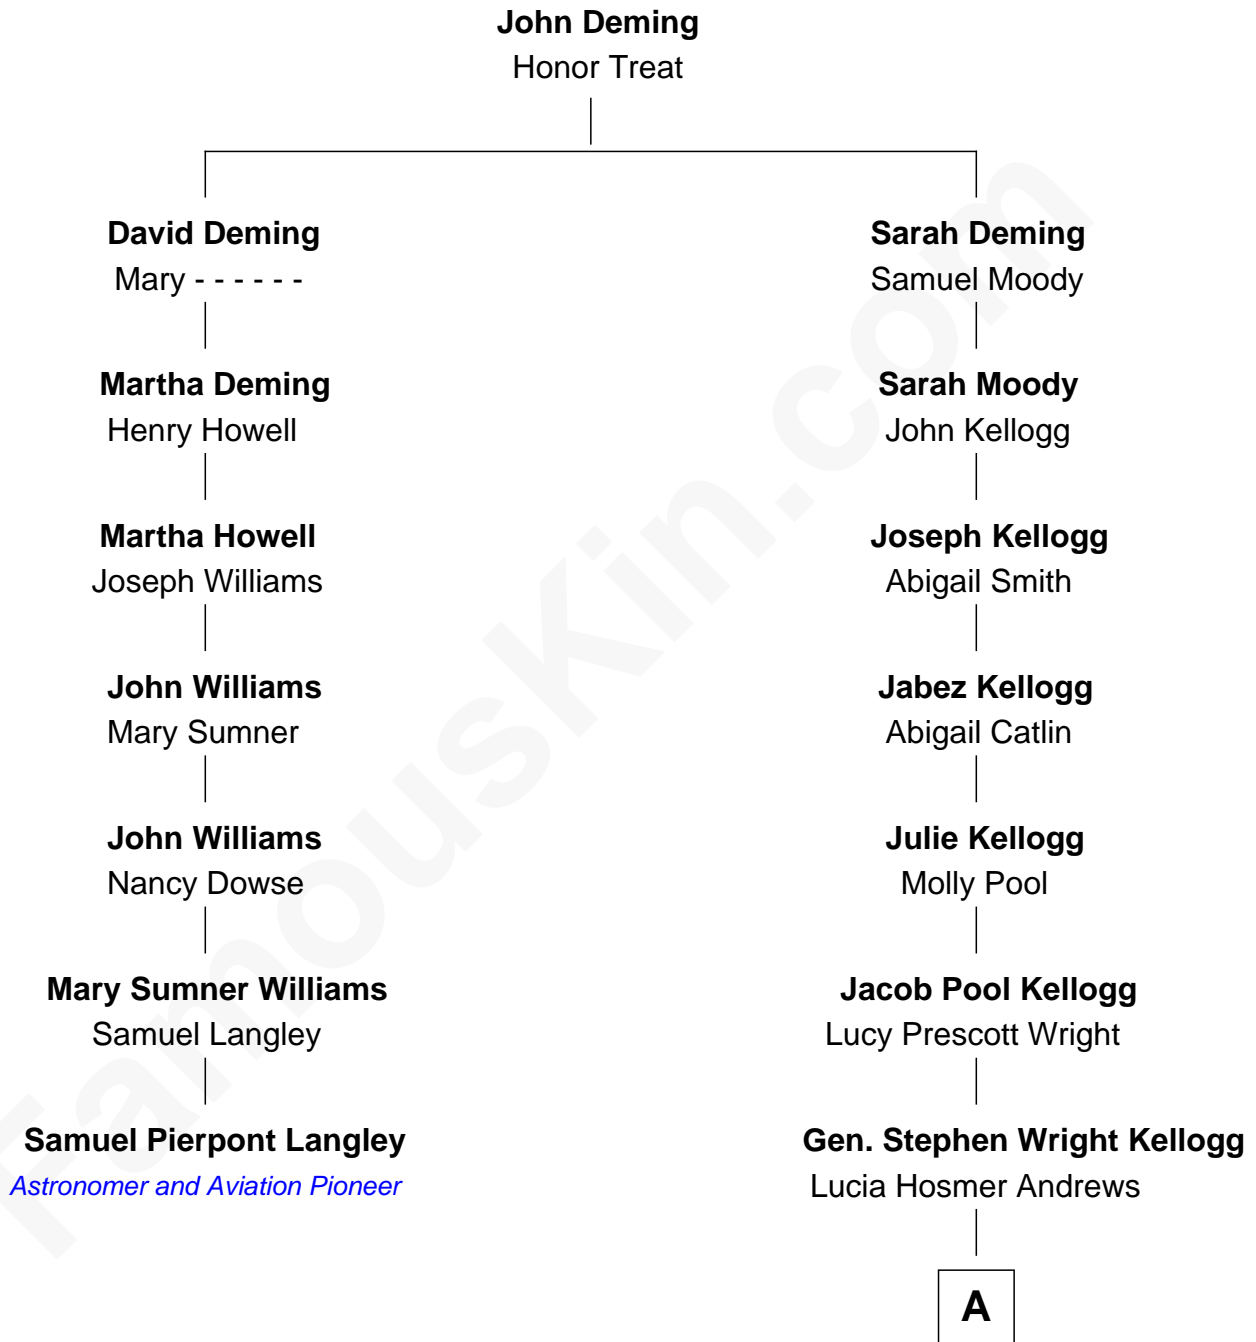 John Deming
Honor Treat
David Deming
Mary - - - - - -
Martha Deming
Henry Howell
Martha Howell
Joseph Williams
John Williams
Mary Sumner
John Williams
Nancy Dowse
Mary Sumner Williams
Samuel Langley
Samuel Pierpont Langley
Astronomer and Aviation Pioneer
Sarah Deming
Samuel Moody
Sarah Moody
John Kellogg
Joseph Kellogg
Abigail Smith
Jabez Kellogg
Abigail Catlin
Julie Kellogg
Molly Pool
Jacob Pool Kellogg
Lucy Prescott Wright
Gen. Stephen Wright Kellogg
Lucia Hosmer Andrews
A
FamousKin.com